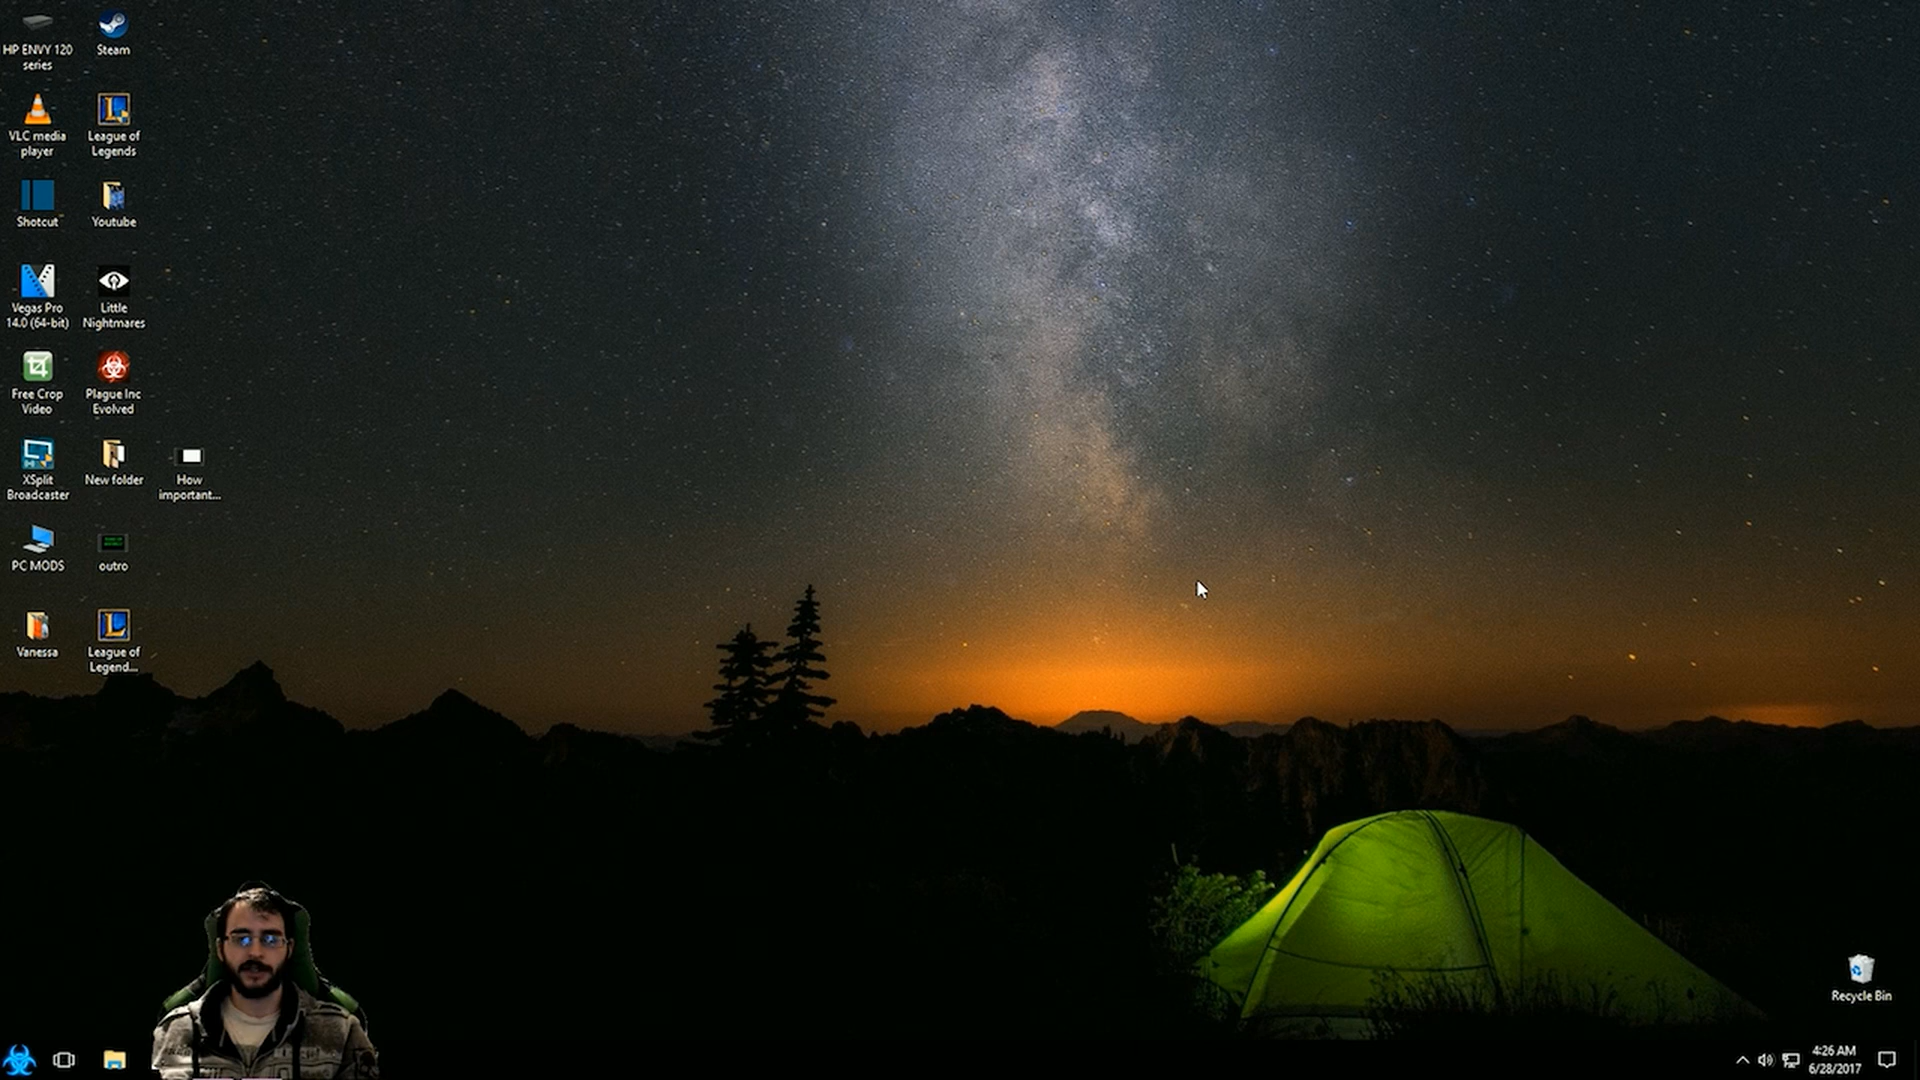 HP ENVY 120
series
Steam
VLC media
player
League of
Legends
Shotcut
Youtube
Vegas Pro
14.0 (64-bit)
Little
Nightmares
Free Crop
Video
Plague Inc
Evolved
XSplit
Broadcaster
New folder
How
important...
PC MODS
outro
Vanessa
League of
Legend...
Recycle Bin
4:26 AM
6/28/2017